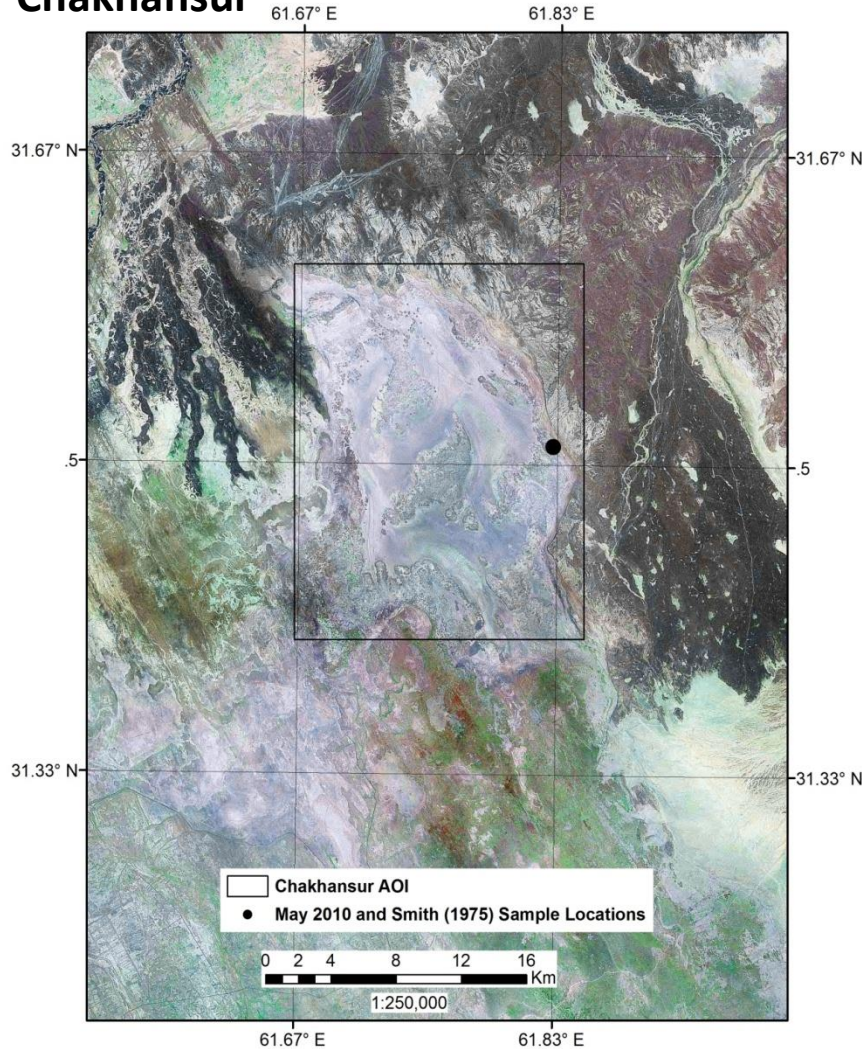 Chakhansur
61.67° E 61.83° E
31.67° N 31.67° N
.5 .5
31.33° N 31.33° N
Chakhansur AOI
May 2010 and Smith (1975) Sample Locations
0 2 4 8 12 16
Km
1:250,000
61.67° E 61.83° E